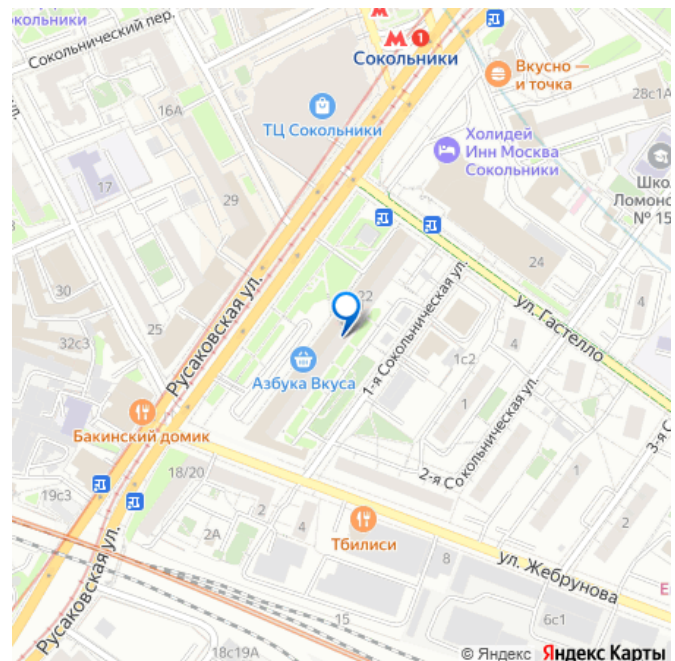 окольники
Сокольнический пер.
1
Сокольники
Вкусно —
и точка
28с1А
16А
ТЦ Сокольники
Холидей
Инн Москва
Сокольники
Шко
Ломоно
№ 15
17
29
24
30
22
ул. Гастелло
4
25
32с3
Русаковская ул.
1-я Сокольническая ул.
1с2
4
Азбука Вкуса
1
Бакинский домик
2-я Сокольническая ул.
3-я С
18/20
19с3
2
2А
4
Тбилиси
2
8
ул. Жебрунова
Русаковская ул.
15
6с1
18с19А
© Яндекс Яндекс Карты